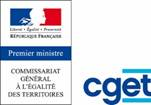 Liberté • Égalité • Fraternité
RÉPUBLIQUE FRANÇAISE
Premier ministre
COMMISSARIAT
GÉNÉRAL
À L'ÉGALITÉ
DES TERRITOIRES
cget